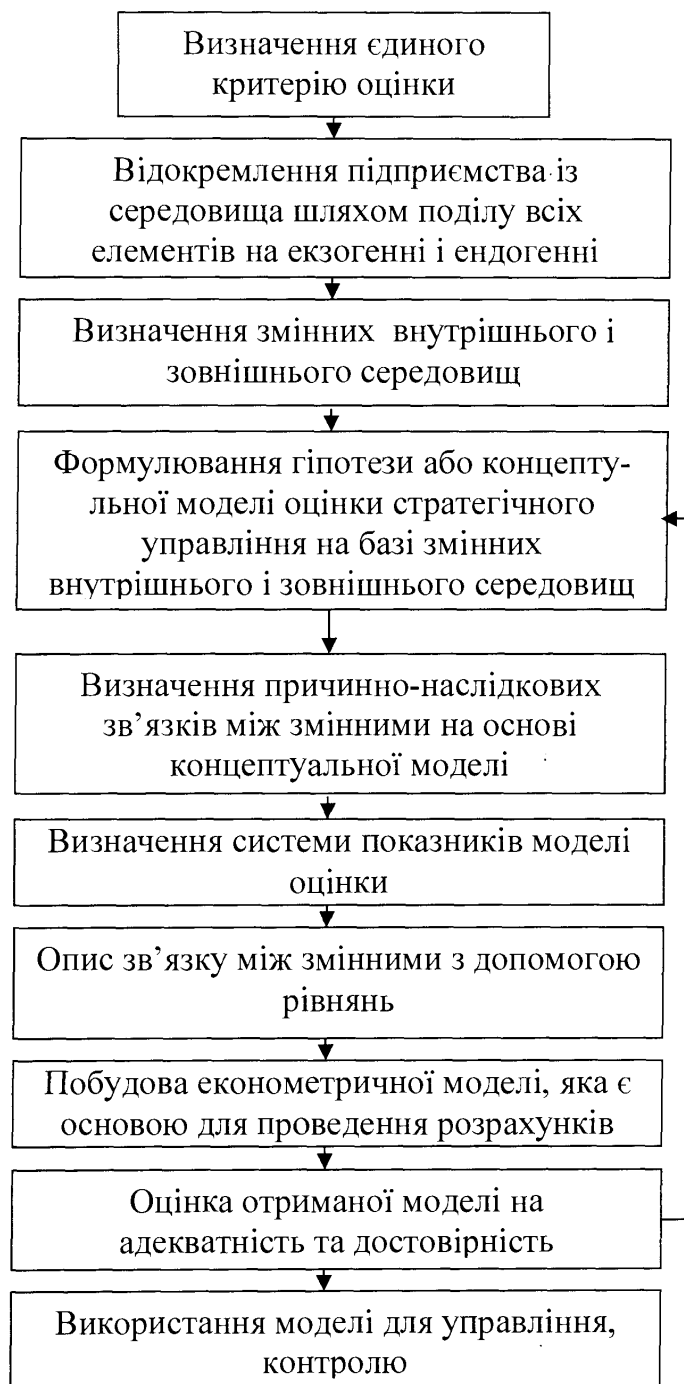 Визначення єдиного
критерію оцінки
Відокремлення підприємства із
середовища шляхом поділу всіх
елементів на екзогенні і ендогенні
Визначення змінних внутрішнього і
зовнішнього середовищ
Формулювання гіпотези або концепту-
льної моделі оцінки стратегічного
управління на базі змінних
внутрішнього і зовнішнього середовищ
Визначення причинно-наслідкових
зв’язків між змінними на основі
концептуальної моделі
Визначення системи показників моделі
оцінки
Опис зв’язку між змінними з допомогою
рівнянь
Побудова економетричної моделі, яка є
основою для проведення розрахунків
Оцінка отриманої моделі на
адекватність та достовірність
Використання моделі для управління,
контролю